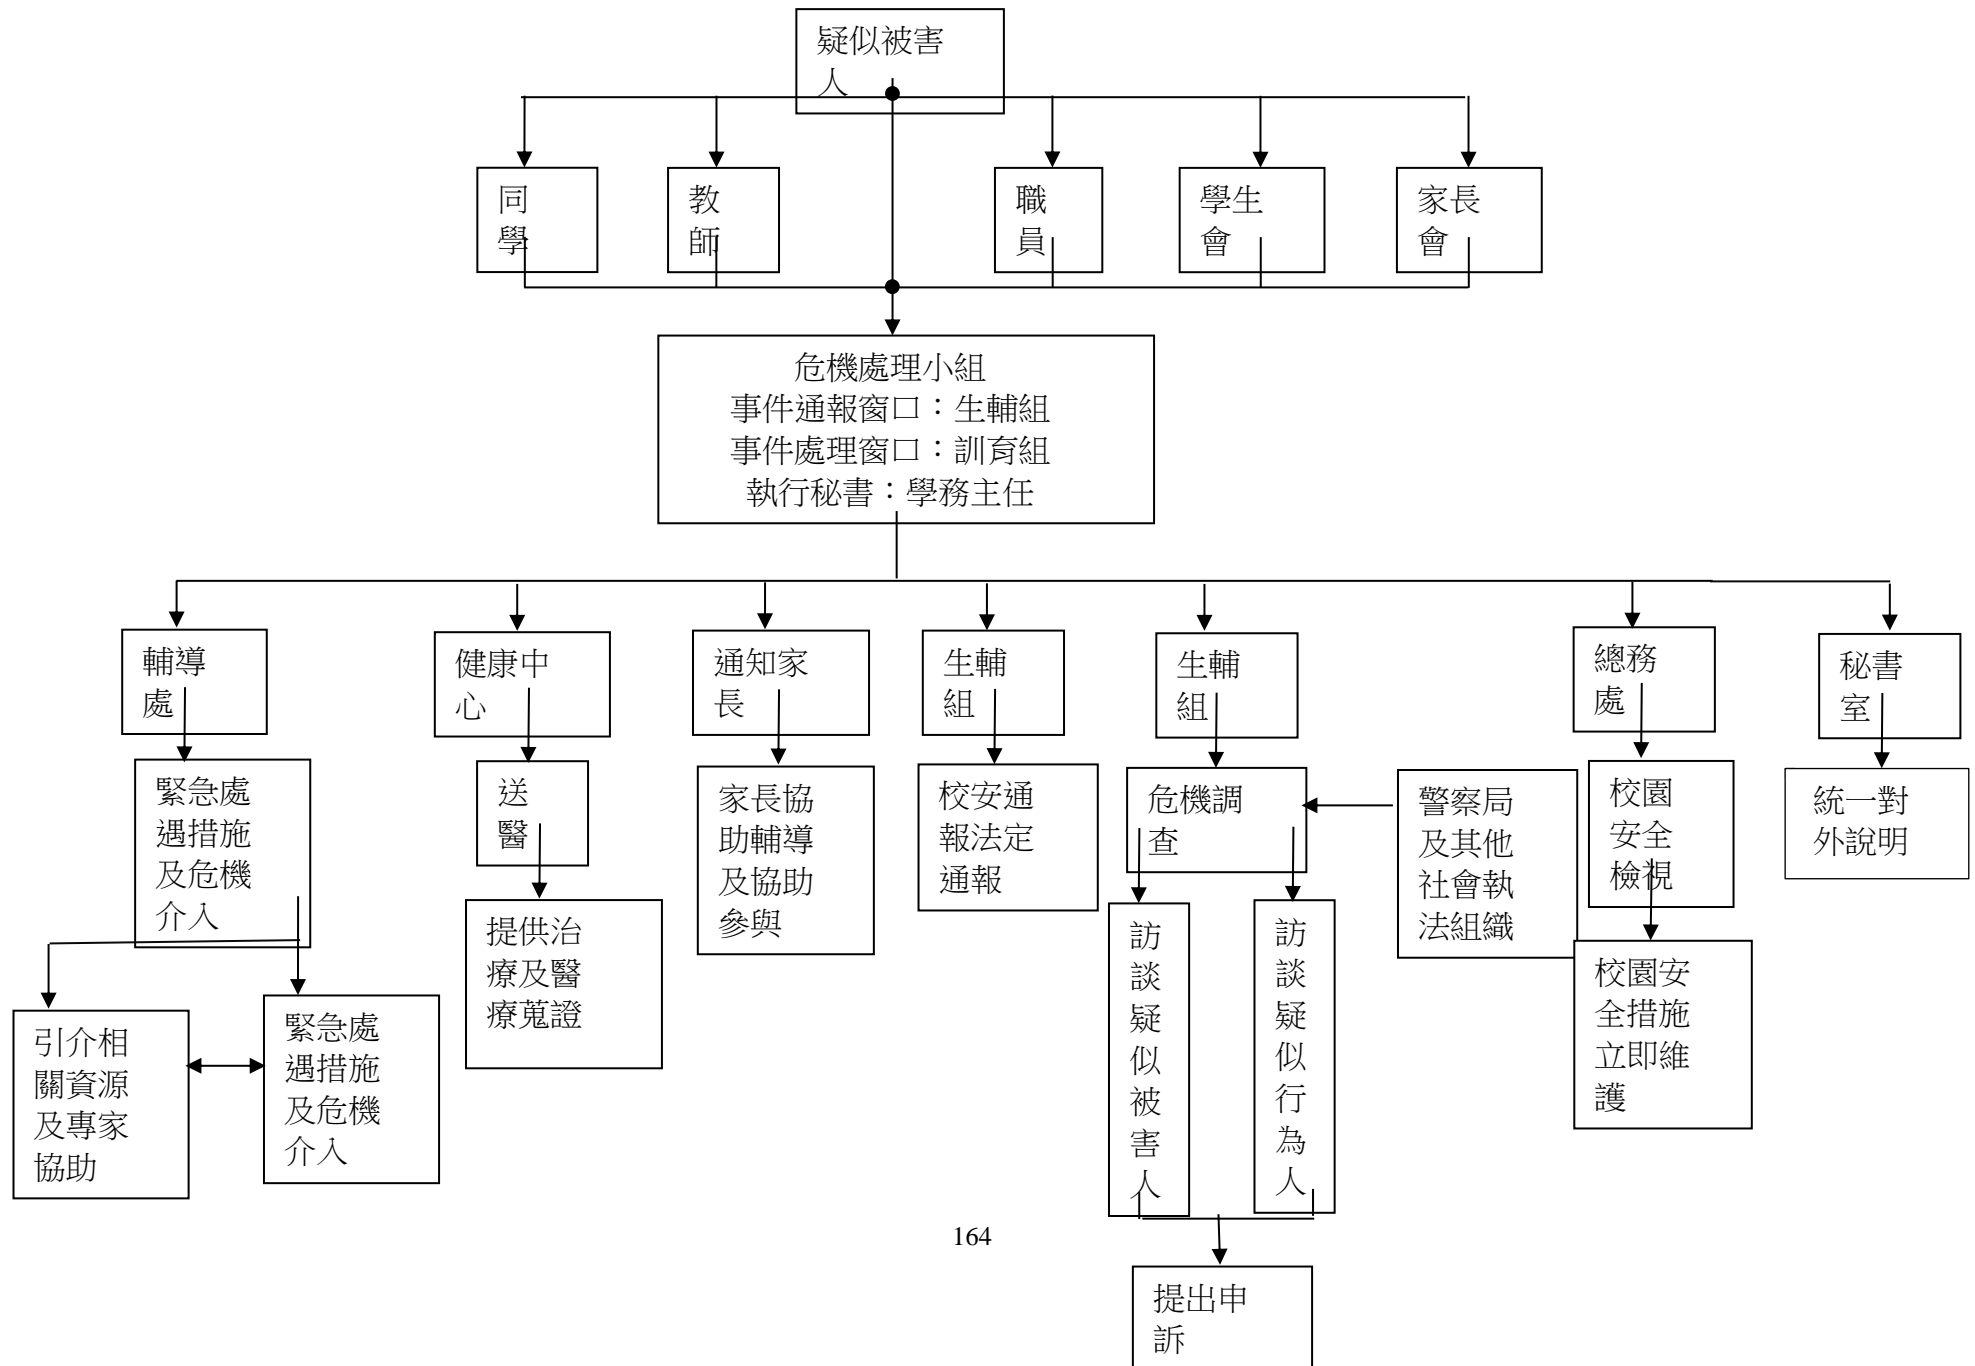 疑似被害
人
同
學
教
師
職
員
學生
會
家長
會
危機處理小組
事件通報窗口：生輔組
事件處理窗口：訓育組
執行秘書：學務主任
輔導
處
健康中
心
通知家
長
生輔
組
生輔
組
總務
處
秘書
室
緊急處
遇措施
及危機
介入
送
醫
家長協
助輔導
及協助
參與
校安通
報法定
通報
危機調
查
警察局
及其他
社會執
法組織
校園
安全
檢視
統一對
外說明
引介相
關資源
及專家
協助
緊急處
遇措施
及危機
介入
提供治
療及醫
療蒐證
訪
談
疑
似
被
害
人
訪
談
疑
似
行
為
人
校園安
全措施
立即維
護
164
提出申
訴